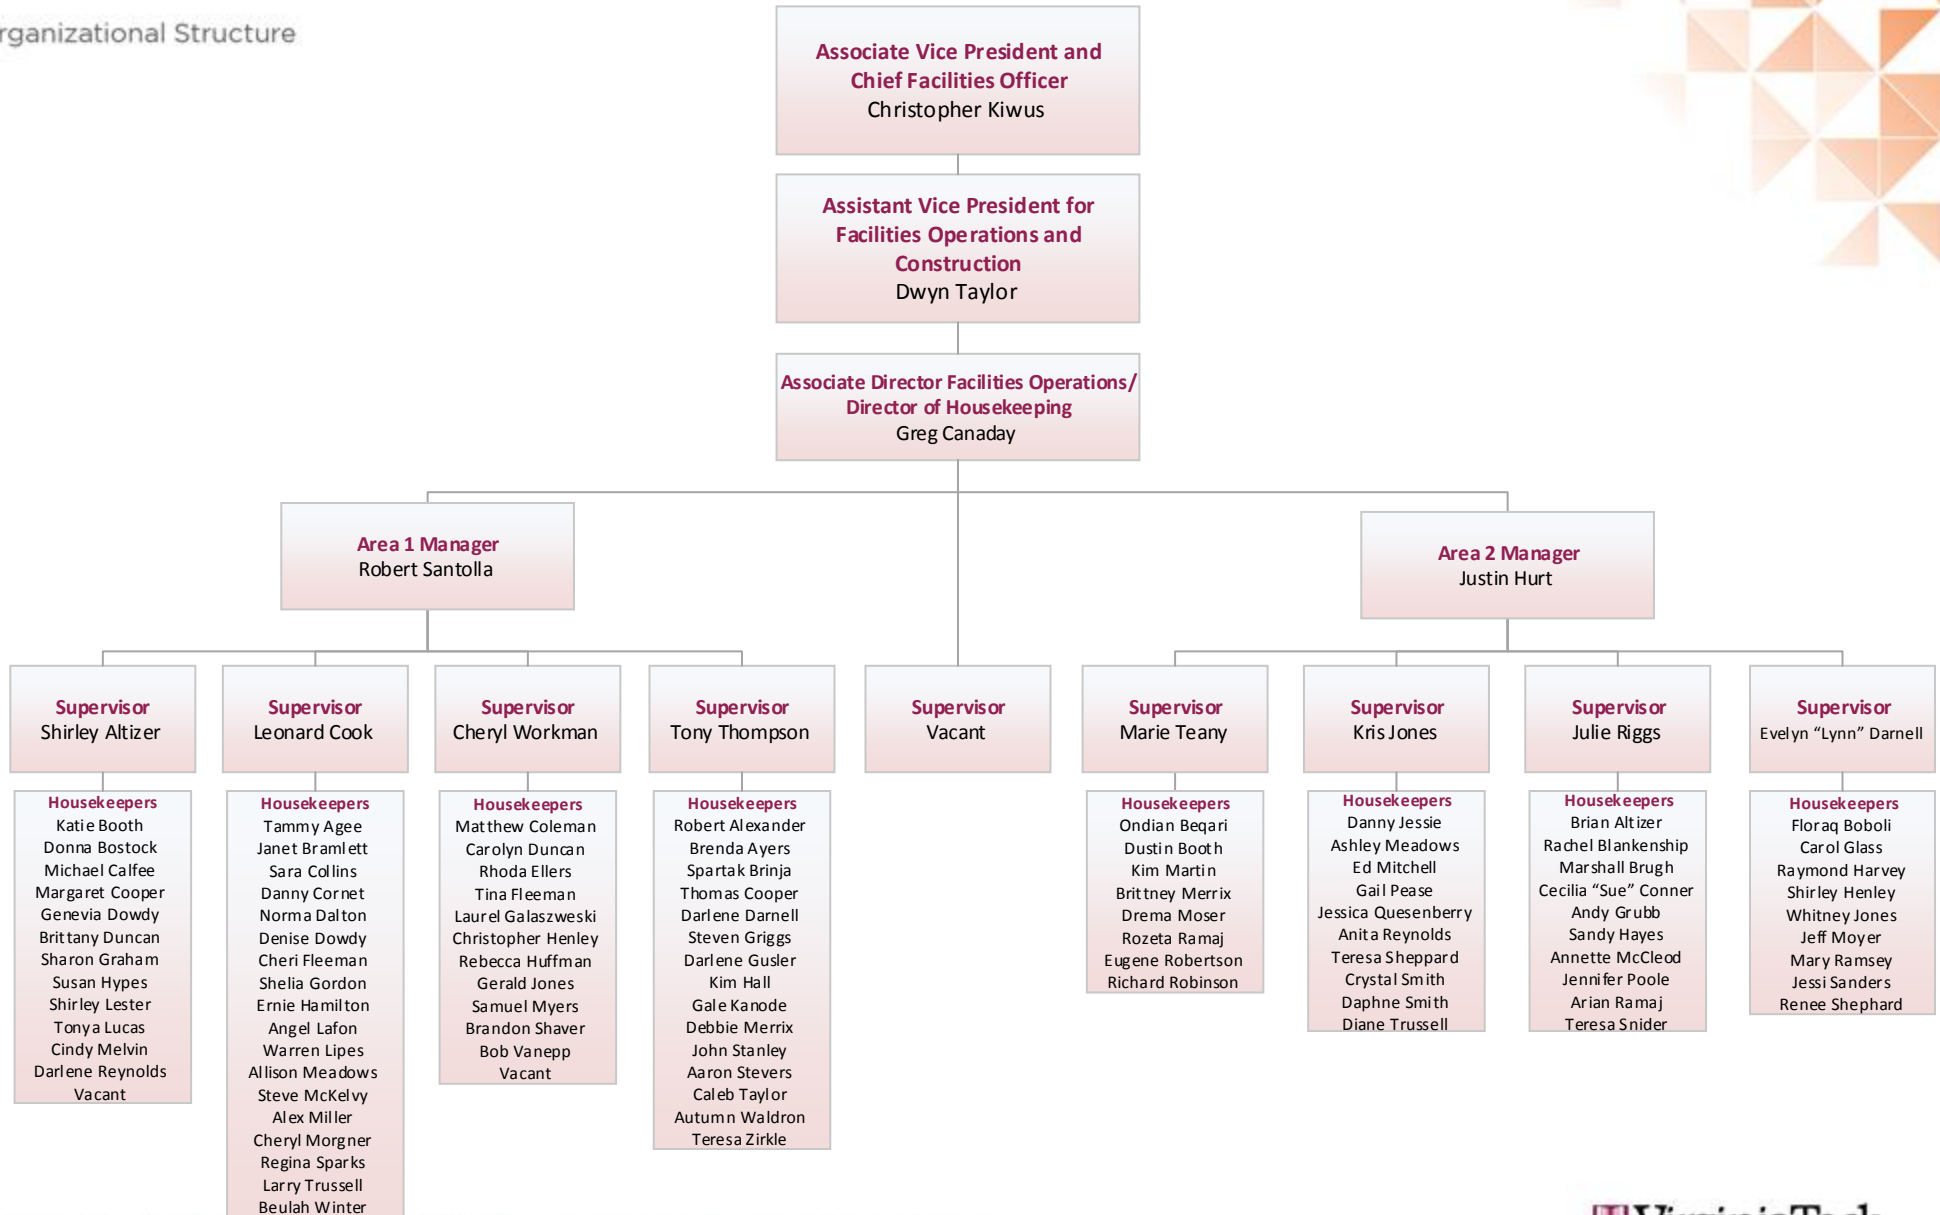 rganizational Structure
Associate Vice President and
Chief Facilities Officer
Christopher Kiwus
Assistant Vice President for
Facilities Operations and
Construction
Dwyn Taylor
Associate Director Facilities Operations/
Director of Housekeeping
Greg Canaday
Area 1 Manager
Robert Santolla
Area 2 Manager
Justin Hurt
Supervisor
Shirley Altizer
Supervisor
Leonard Cook
Supervisor
Cheryl Workman
Supervisor
Tony Thompson
Supervisor
Vacant
Supervisor
Marie Teany
Supervisor
Kris Jones
Supervisor
Julie Riggs
Supervisor
Evelyn “Lynn” Darnell
Housekeepers
Katie Booth
Donna Bostock
Michael Calfee
Margaret Cooper
Genevia Dowdy
Brittany Duncan
Sharon Graham
Susan Hypes
Shirley Lester
Tonya Lucas
Cindy Melvin
Darlene Reynolds
Vacant
Housekeepers
Tammy Agee
Janet Bramlett
Sara Collins
Danny Cornet
Norma Dalton
Denise Dowdy
Cheri Fleeman
Shelia Gordon
Ernie Hamilton
Angel Lafon
Warren Lipes
Allison Meadows
Steve McKelvy
Alex Miller
Cheryl Morgner
Regina Sparks
Larry Trussell
Beulah Winter
Housekeepers
Matthew Coleman
Carolyn Duncan
Rhoda Ellers
Tina Fleeman
Laurel Galaszweski
Christopher Henley
Rebecca Huffman
Gerald Jones
Samuel Myers
Brandon Shaver
Bob Vanepp
Vacant
Housekeepers
Robert Alexander
Brenda Ayers
Spartak Brinja
Thomas Cooper
Darlene Darnell
Steven Griggs
Darlene Gusler
Kim Hall
Gale Kanode
Debbie Merrix
John Stanley
Aaron Stevers
Caleb Taylor
Autumn Waldron
Teresa Zirkle
Housekeepers
Ondian Beqari
Dustin Booth
Kim Martin
Brittney Merrix
Drema Moser
Rozeta Ramaj
Eugene Robertson
Richard Robinson
Housekeepers
Danny Jessie
Ashley Meadows
Ed Mitchell
Gail Pease
Jessica Quesenberry
Anita Reynolds
Teresa Sheppard
Crystal Smith
Daphne Smith
Diane Trussell
Housekeepers
Brian Altizer
Rachel Blankenship
Marshall Brugh
Cecilia “Sue” Conner
Andy Grubb
Sandy Hayes
Annette McCleod
Jennifer Poole
Arian Ramaj
Teresa Snider
Housekeepers
Floraq Boboli
Carol Glass
Raymond Harvey
Shirley Henley
Whitney Jones
Jeff Moyer
Mary Ramsey
Jessi Sanders
Renee Shephard
VirginiaTech